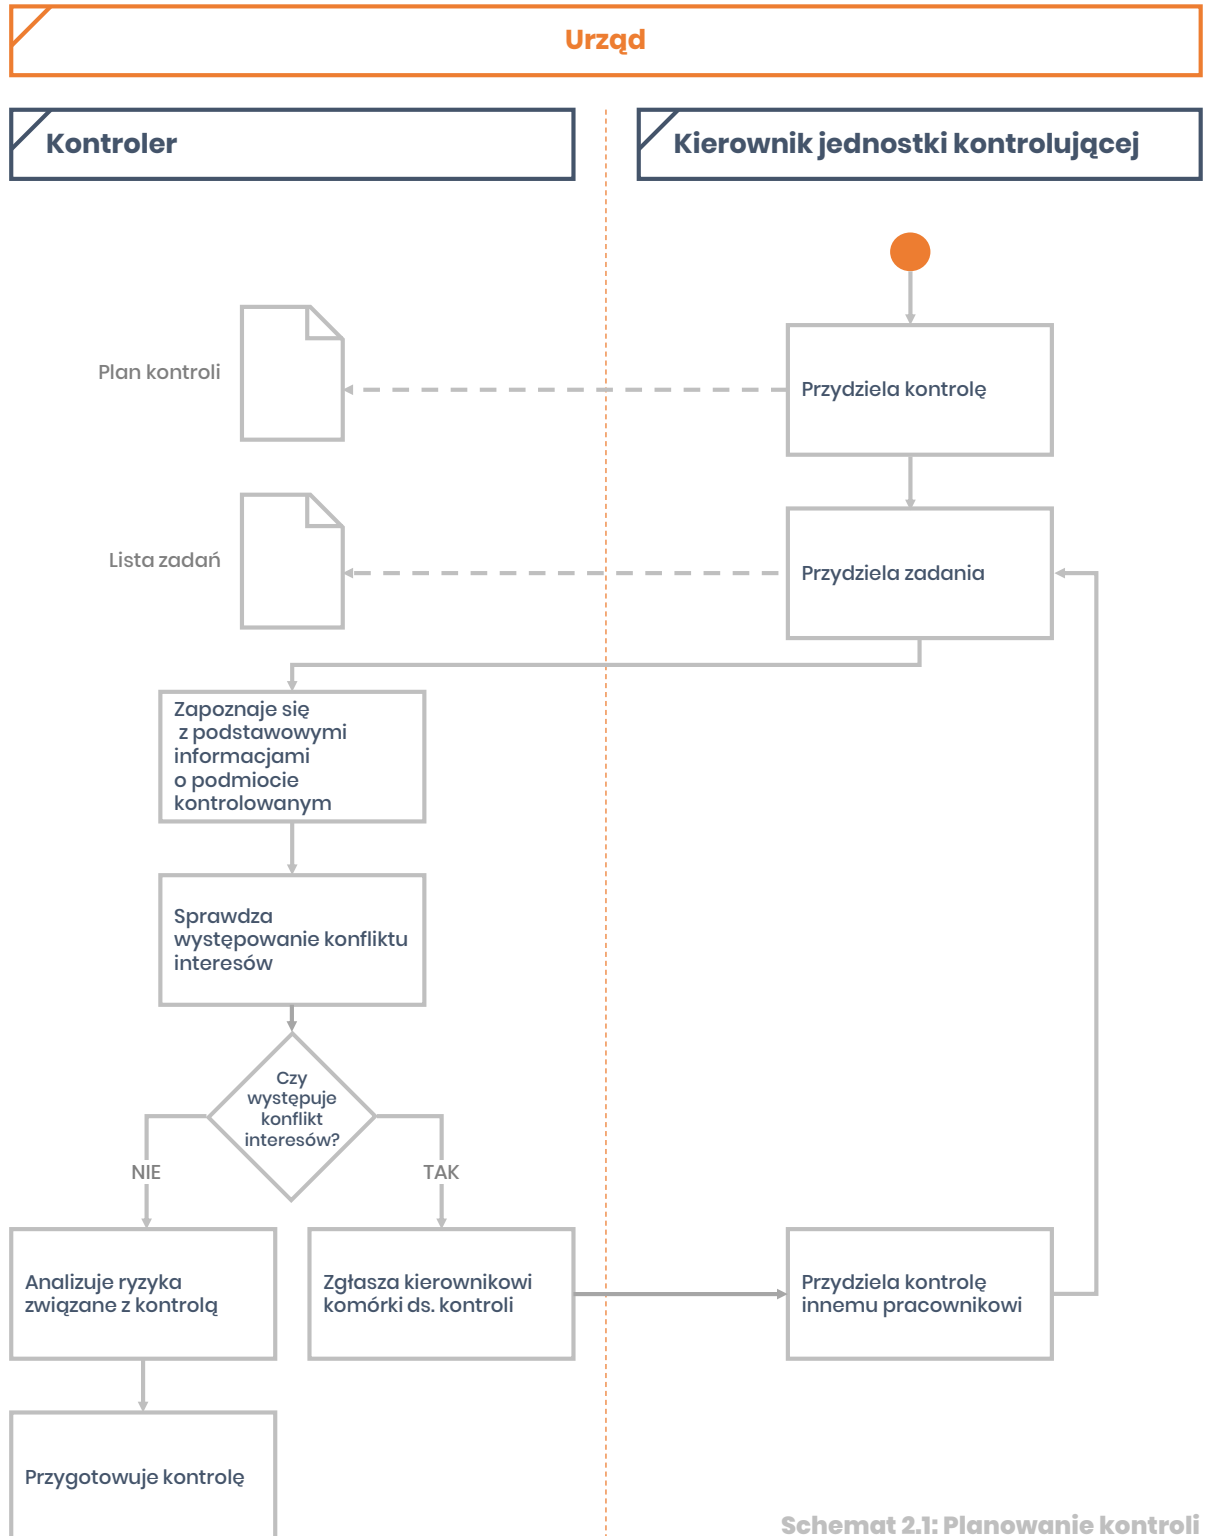 Urząd
Kontroler
Kierownik jednostki kontrolującej
Plan kontroli
Przydziela kontrolę
Lista zadań
Przydziela zadania
Zapoznaje się
z podstawowymi
informacjami
o podmiocie
kontrolowanym
Sprawdza
występowanie konfliktu
interesów
Czy
występuje
konflikt
interesów?
NIE
TAK
Analizuje ryzyka
związane z kontrolą
Zgłasza kierownikowi
komórki ds. kontroli
Przydziela kontrolę
innemu pracownikowi
Przygotowuje kontrolę
Schemat 2.1: Planowanie kontroli